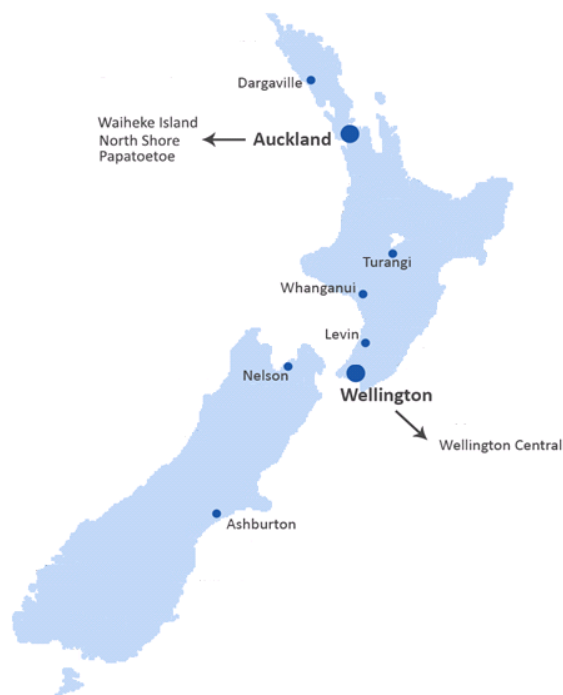 Dargaville
Waiheke Island
North Shore
Papatoetoe
Auckland
Turangi
Whanganui
Levin
Nelson
Wellington
Wellington Central
Ashburton